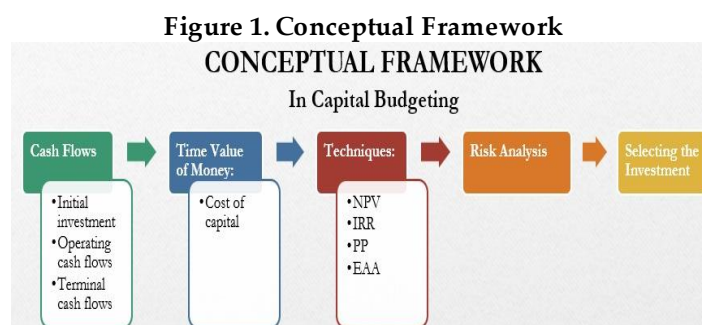 Figure 1. Conceptual Framework
CONCEPTUAL FRAMEWORK
In Capital Budgeting
Cash Flows
•Initial
investment
•Operating
cash flows
•Terminal
cash flows
Time Value
of Money:
•Cost of
capital
Techniques:
•NPV
•IRR
•PP
•EAA
Risk Analysis
Selecting the
Investment